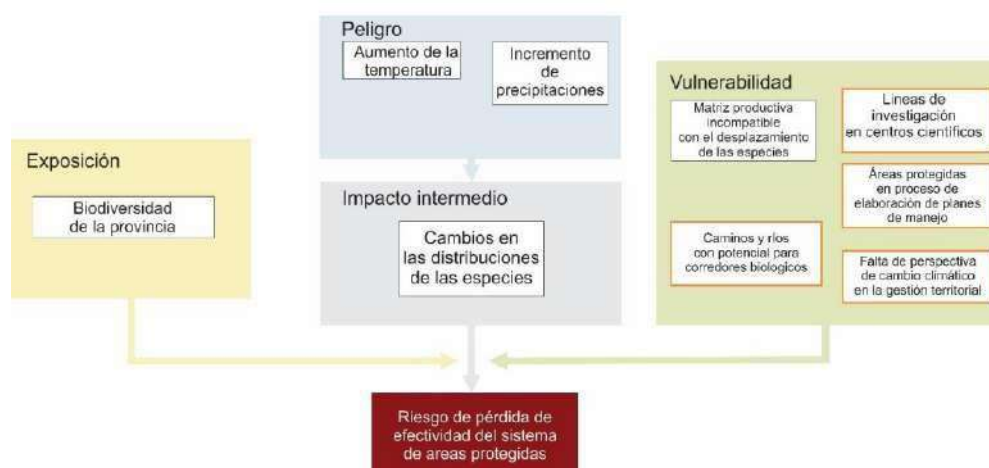 Peligro
Aumento de la
temperatura
Incremento
de
precipitaciones
Exposición
Biodiversidad
de la provincia
Impacto intermedio
Cambios en
las distribuciones
de las especies
Vulnerabilidad
Matriz productiva
incompatible
con el desplazamiento
de las especies
Lineas de
investigación
en centros científicos
Áreas protegidas
en proceso de
elaboración de planes
de manejo
Caminos y ríos
con potencial para
corredores biologicos
Falta de perspectiva
de cambio climático
en la gestión territorial
Riesgo de pérdida de
efectividad del sistema
de areas protegidas